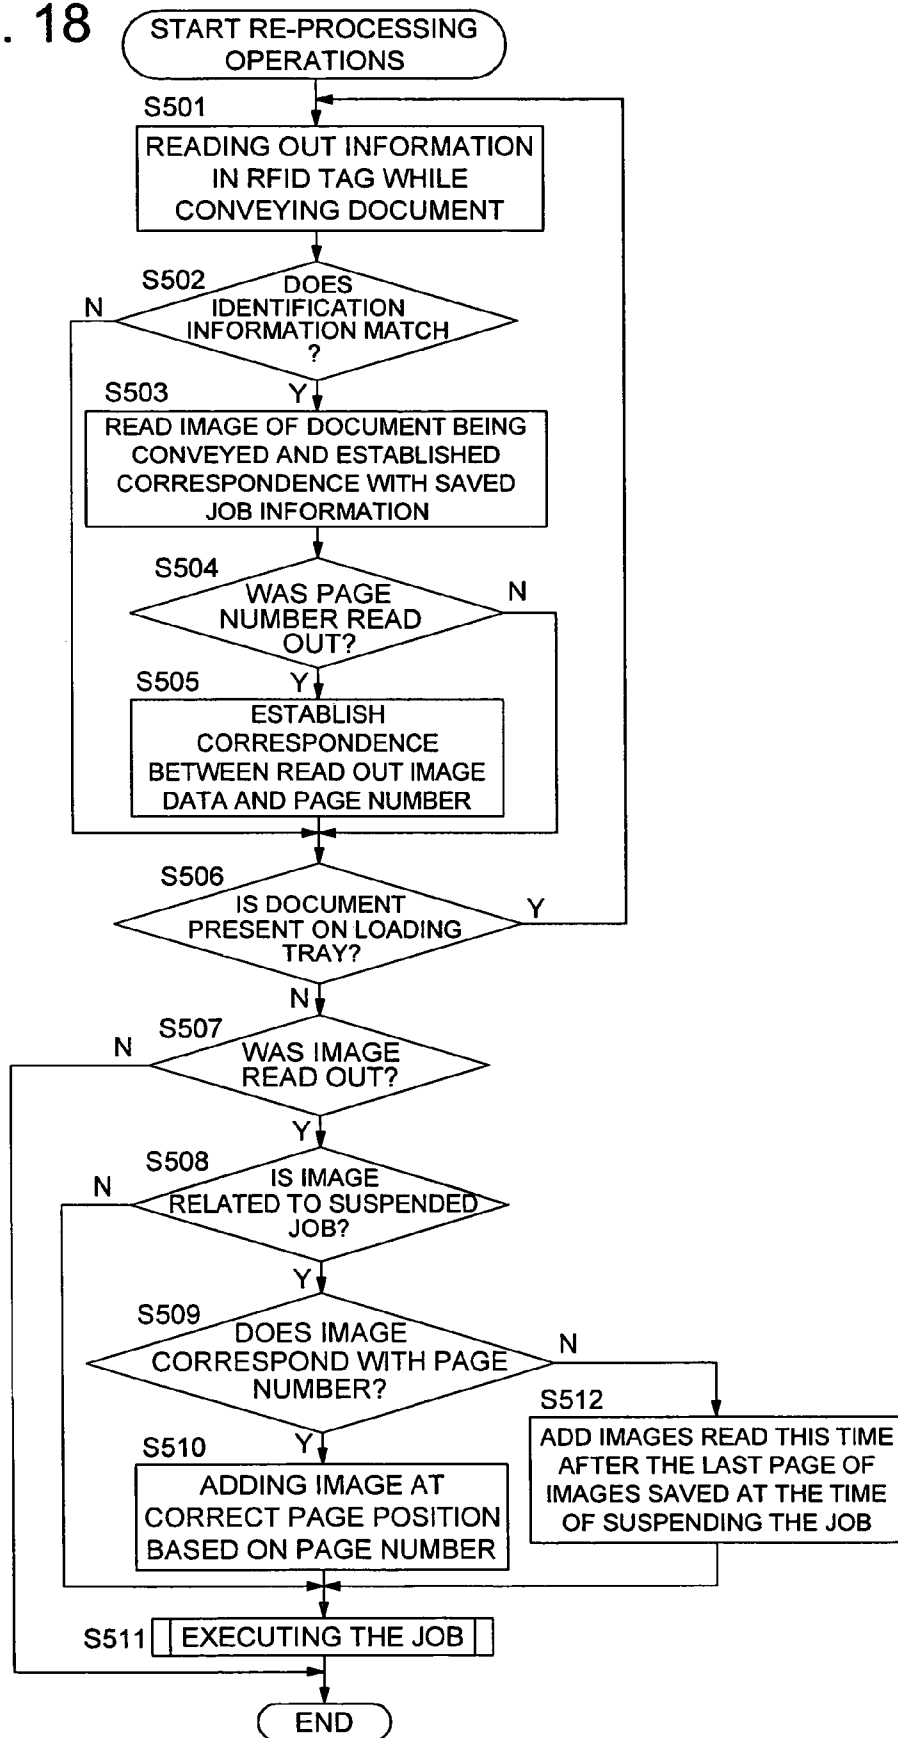 . 18
START RE-PROCESSING
OPERATIONS
S501
READING OUT INFORMATION
IN RFID TAG WHILE
CONVEYING DOCUMENT
S502
DOES
IDENTIFICATION
INFORMATION MATCH
?
N
Y
S503
READ IMAGE OF DOCUMENT BEING
CONVEYED AND ESTABLISHED
CORRESPONDENCE WITH SAVED
JOB INFORMATION
S504
WAS PAGE
NUMBER READ
OUT?
N
Y
S505
ESTABLISH
CORRESPONDENCE
BETWEEN READ OUT IMAGE
DATA AND PAGE NUMBER
S506
IS DOCUMENT
PRESENT ON LOADING
TRAY?
Y
N
S507
WAS IMAGE
READ OUT?
N
Y
S508
IS IMAGE
RELATED TO SUSPENDED
JOB?
N
Y
S509
DOES IMAGE
CORRESPOND WITH PAGE
NUMBER?
N
Y
S510
ADDING IMAGE AT
CORRECT PAGE POSITION
BASED ON PAGE NUMBER
S512
ADD IMAGES READ THIS TIME
AFTER THE LAST PAGE OF
IMAGES SAVED AT THE TIME
OF SUSPENDING THE JOB
S511
EXECUTING THE JOB
END